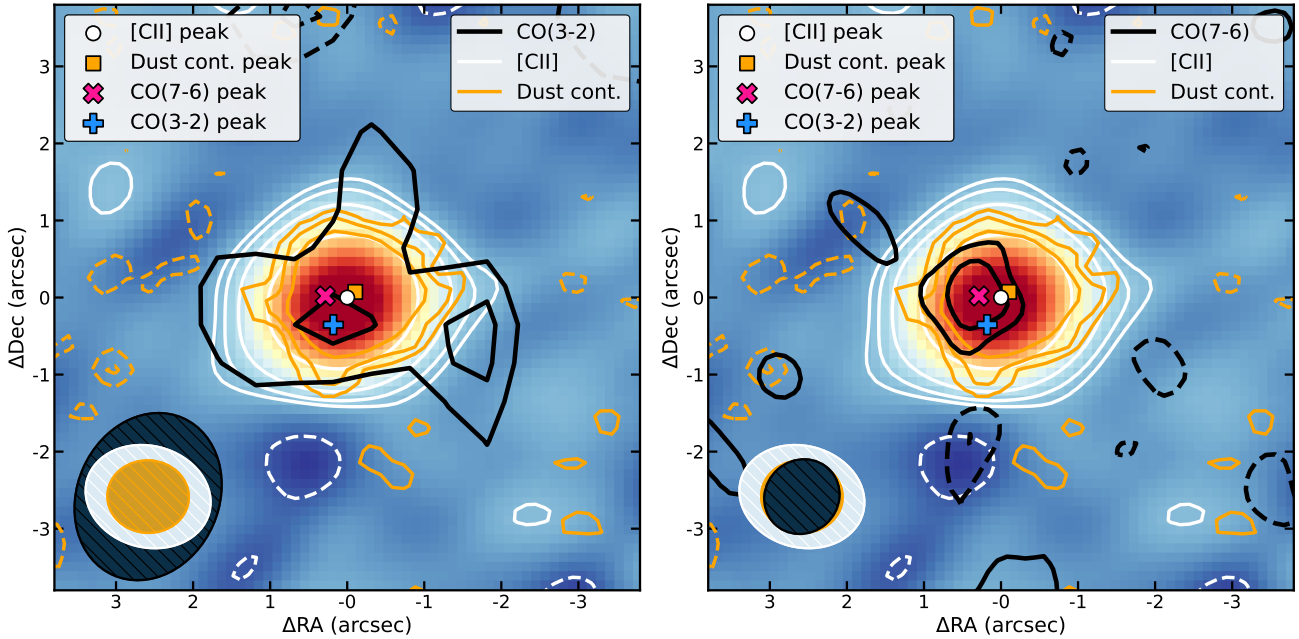 [CII] peak
Dust cont. peak
CO(7-6) peak
CO(3-2) peak
CO(3-2)
[CII]
Dust cont.
3
2
1
0
-1
-2
-3
ΔDec (arcsec)
3
2
1
-0
-1
-2
-3
ΔRA (arcsec)
[CII] peak
Dust cont. peak
CO(7-6) peak
CO(3-2) peak
CO(7-6)
[CII]
Dust cont.
3
2
1
0
-1
-2
-3
ΔDec (arcsec)
3
2
1
-0
-1
-2
-3
ΔRA (arcsec)